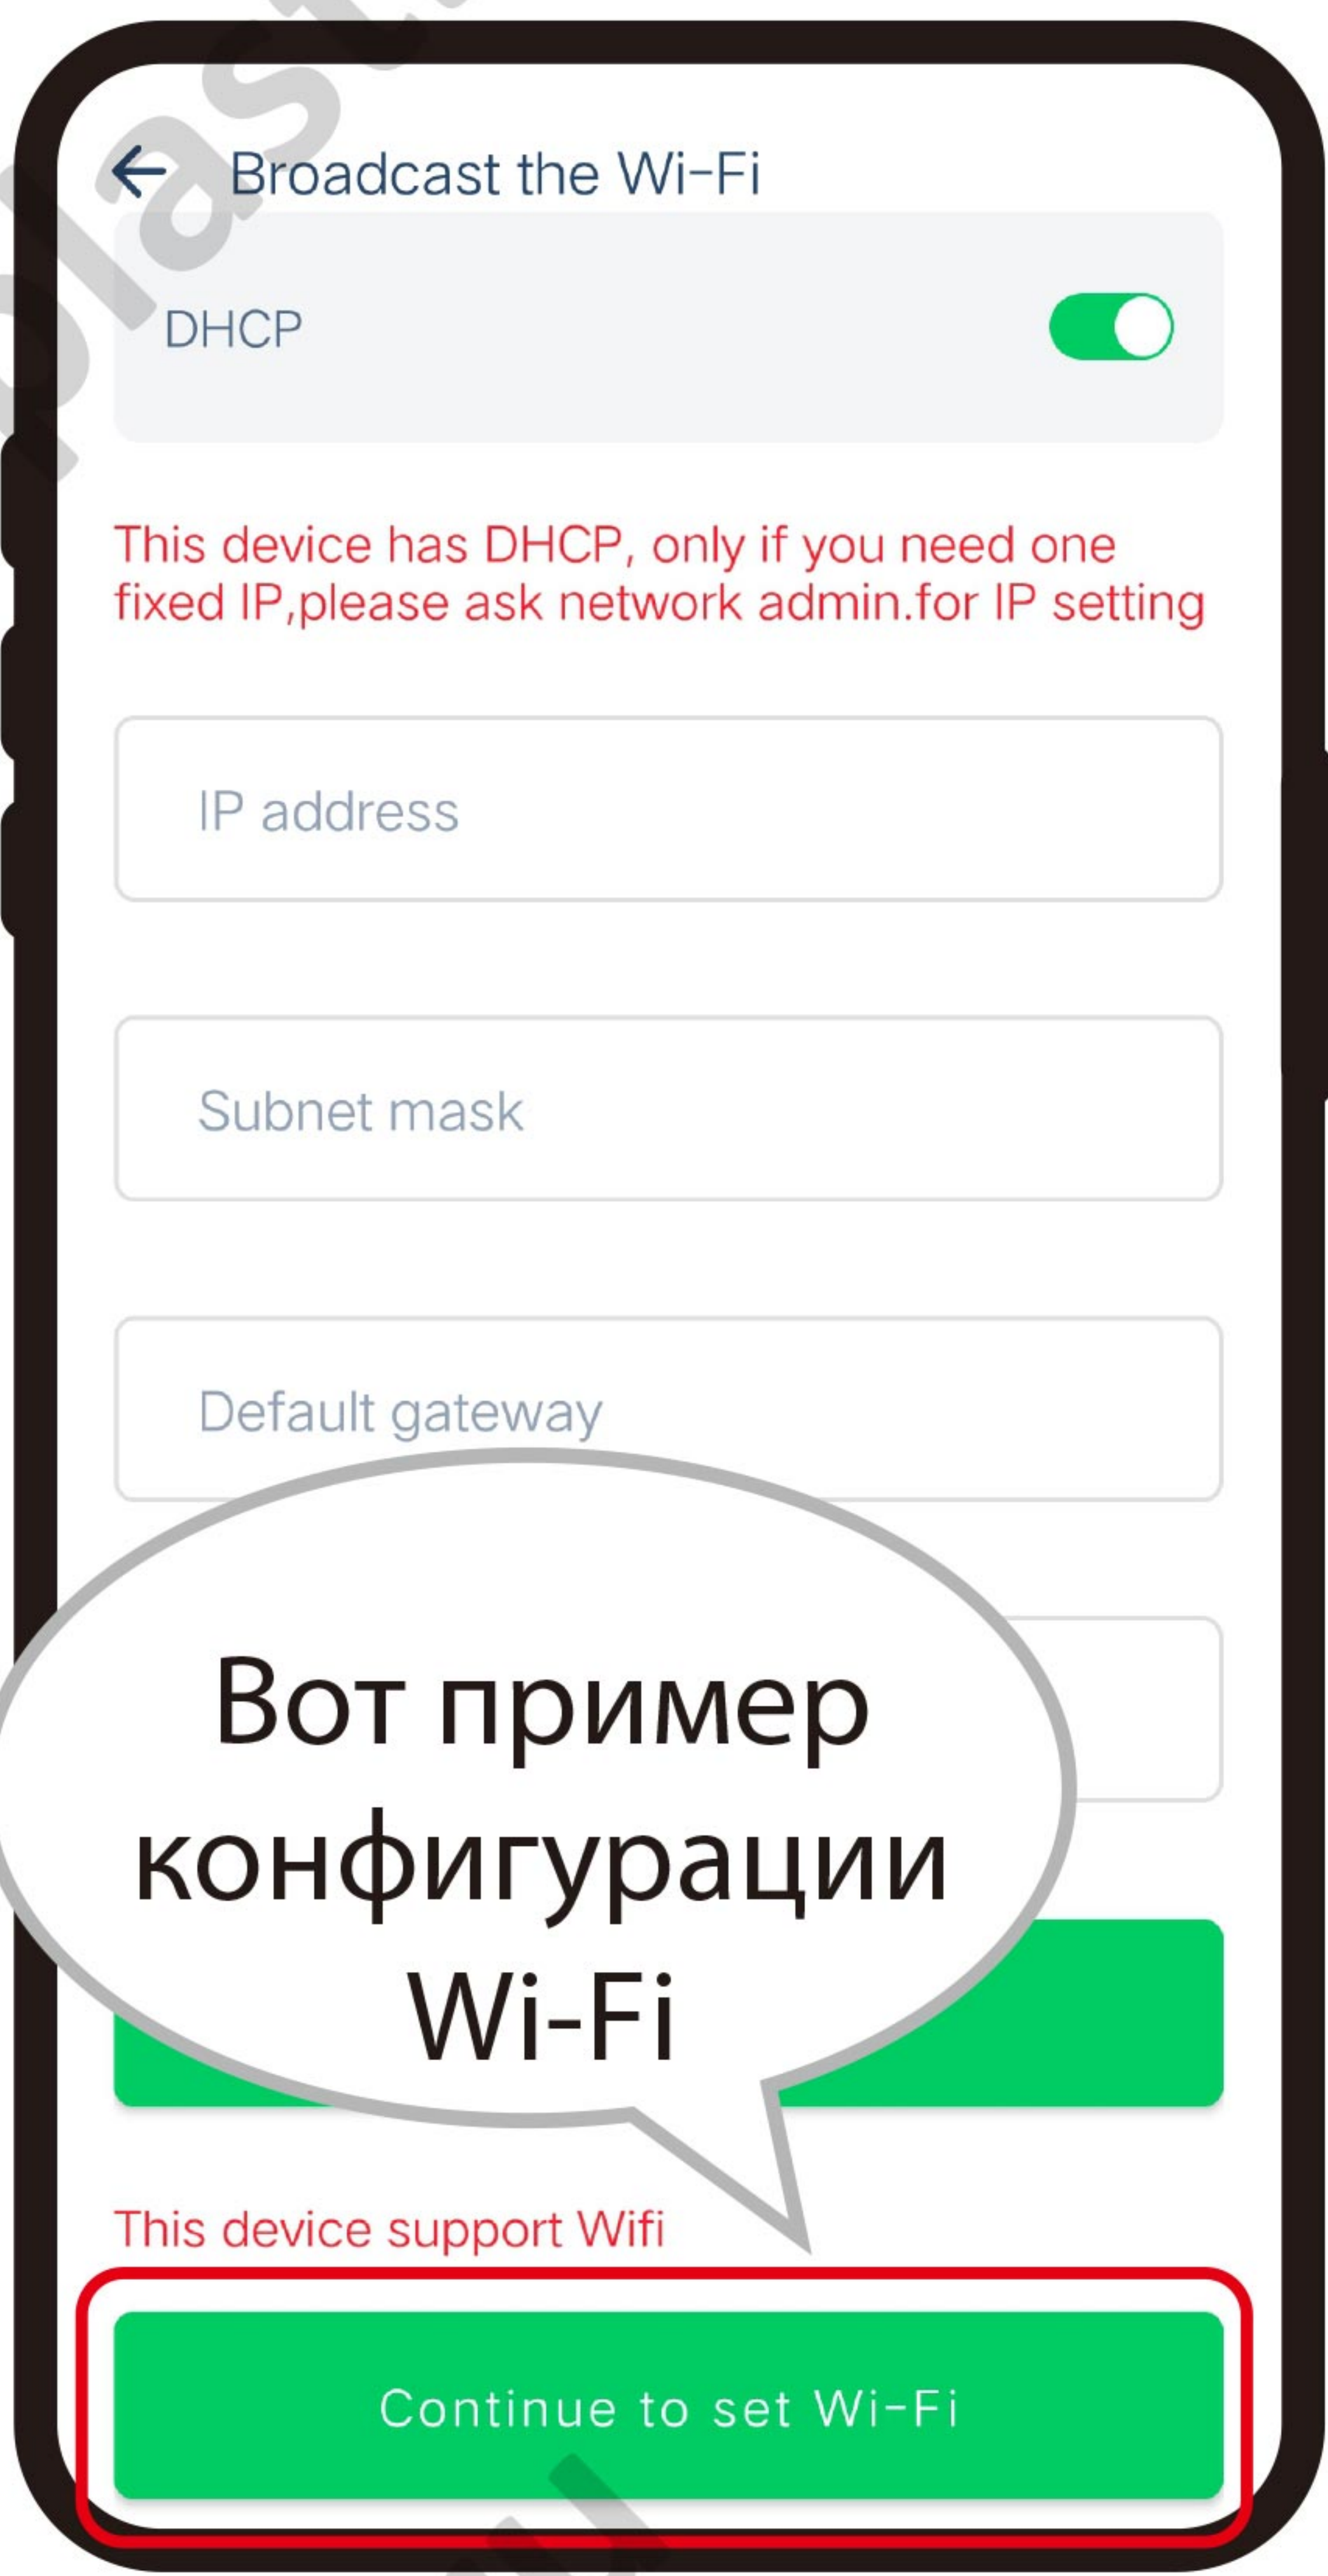 Broadcast the Wi-Fi
DHCP
This device has DHCP, only if you need one
fixed IP,please ask network admin.for IP setting
IP address
Subnet mask
Default gateway
Вот пример
конфигурации
Wi-Fi
This device support Wifi
Continue to set Wi-Fi